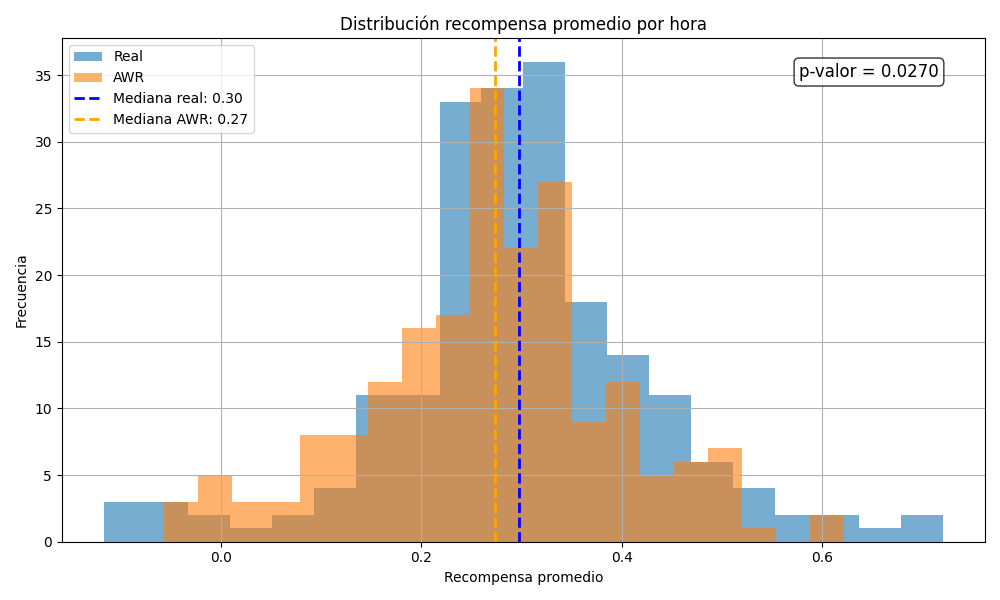 Distribución recompensa promedio por hora
Real
AWR
Mediana real: 0.30
Mediana AWR: 0.27
p-valor = 0.0270
Frecuencia
35
30
25
20
15
10
5
0
0.0 0.2 0.4 0.6
Recompensa promedio